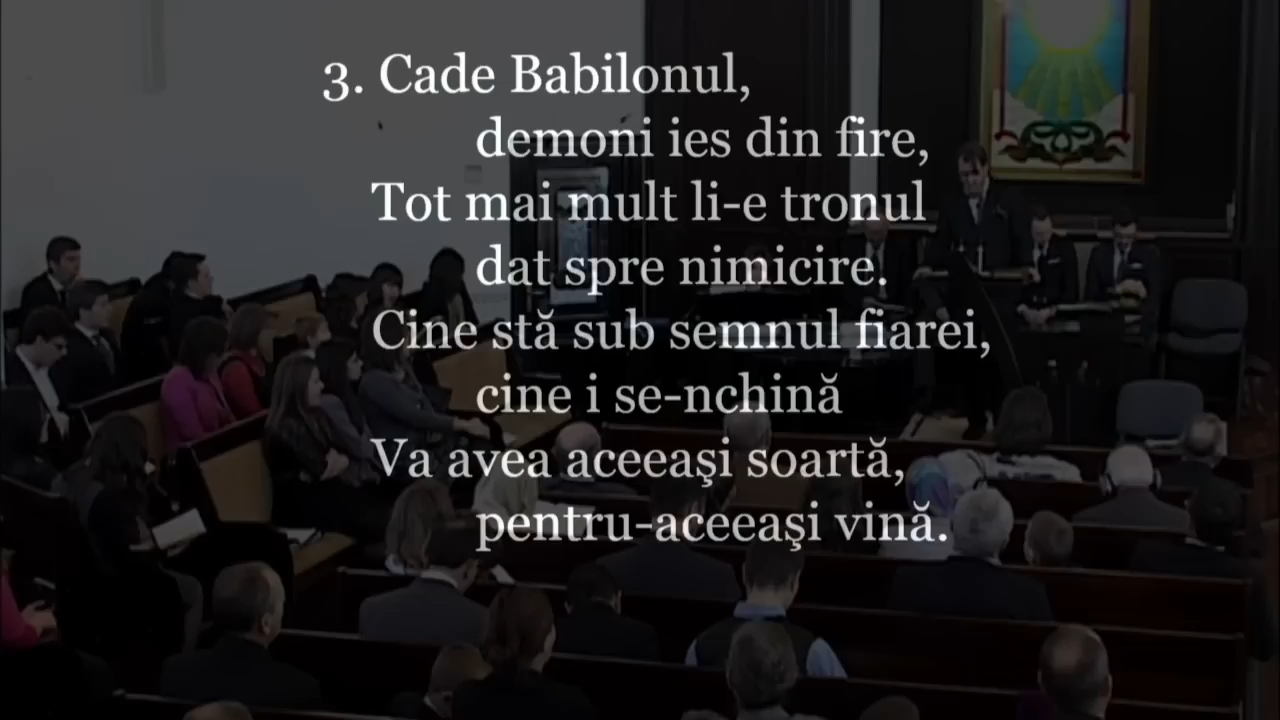 3. Cade Babilonul,
demoni ies din fire,
Tot mai mult li-e tronul
dat spre nimicire.
Cine stă sub semnul fiarei,
cine i se-nchină
Va avea aceeaşi soartă,
pentru-aceeaşi vină.